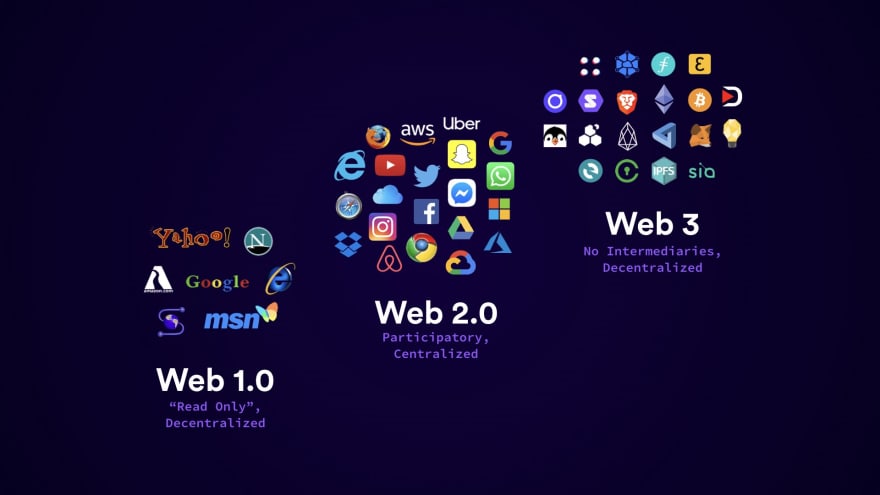 Yahoo!
N
amazon.com
Google
msn
Web 1.0
“Read Only”,
Decentralized
aws
Uber
G
f
Web 2.0
Participatory,
Centralized
IPFS
sia
Web 3
No Intermediaries,
Decentralized